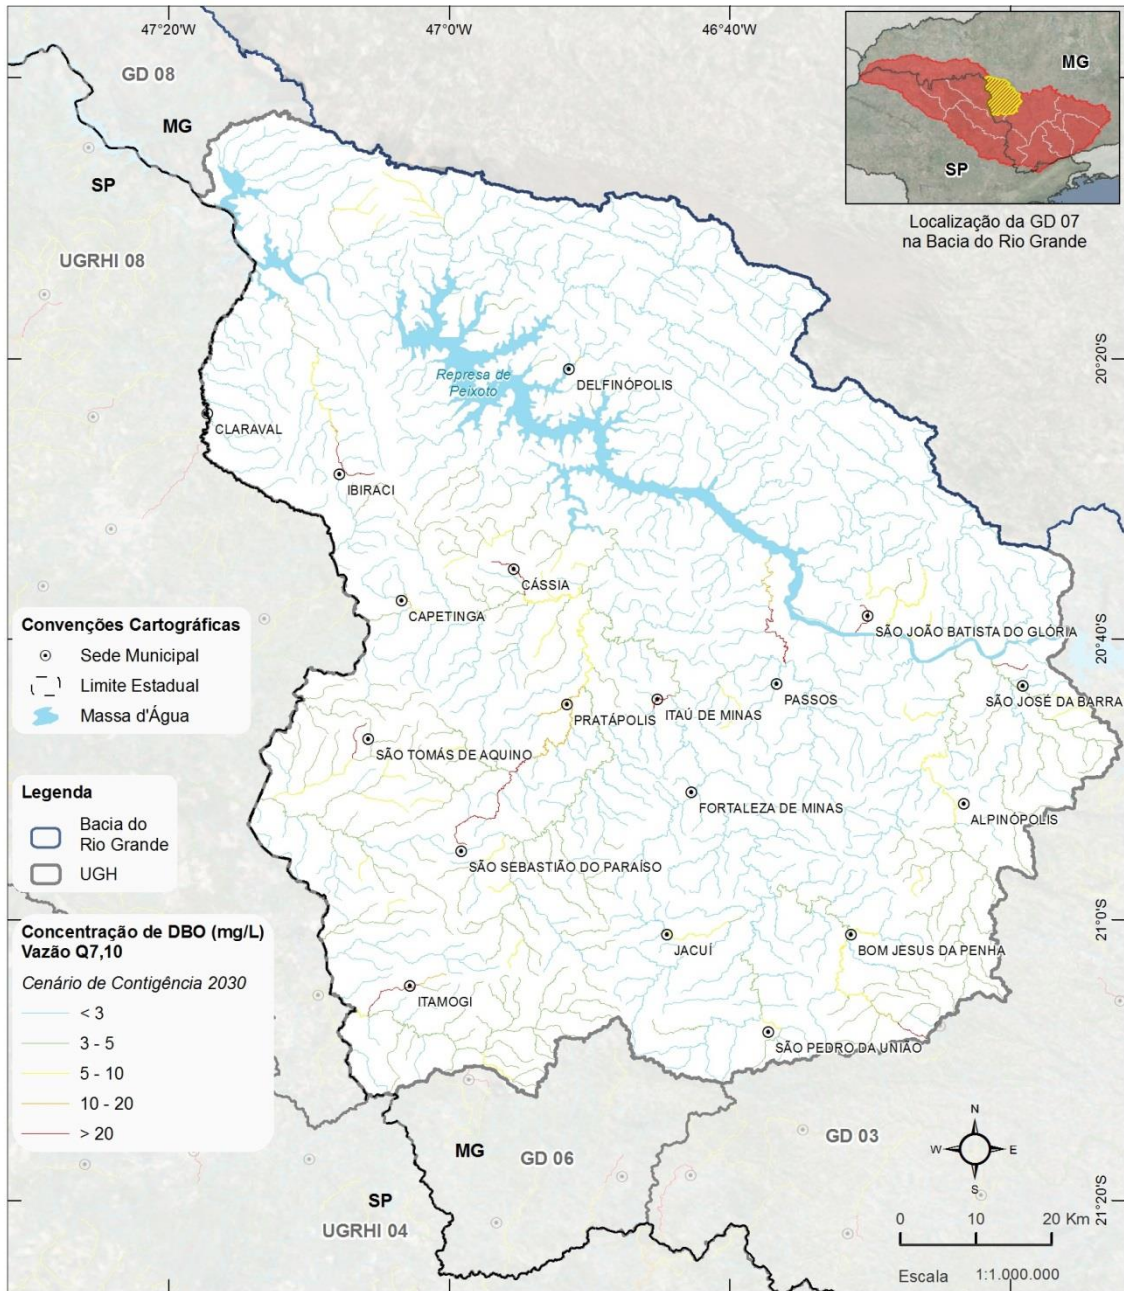 47°20'W
47°0'W
46°40'W
GD 08
MG
SP
UGRHI 08
MG
SP
Localização da GD 07
na Bacia do Rio Grande
20°20'S
Represa de
Peixoto
DELFINÓPOLIS
CLARAVAL
IBIRACI
CÁSSIA
CAPETINGA
SÃO JOÃO BATISTA DO GLÓRIA
20°40'S
PASSOS
SÃO JOSÉ DA BARRA
PRATÁPOLIS
ITAÚ DE MINAS
SÃO TOMÁS DE AQUINO
FORTALEZA DE MINAS
ALPINÓPOLIS
SÃO SEBASTIÃO DO PARAÍSO
21°0'S
JACUÍ
BOM JESUS DA PENHA
ITAMOGI
SÃO PEDRO DA UNIÃO
Convenções Cartográficas
Sede Municipal
Limite Estadual
Massa d'Água
Legenda
Bacia do
Rio Grande
UGH
Concentração de DBO (mg/L)
Vazão Q7,10
Cenário de Contigência 2030
< 3
3 - 5
5 - 10
10 - 20
> 20
MG
GD 06
GD 03
SP
UGRHI 04
N
W
E
S
21°20'S
0 10 20 Km
Escala 1:1.000.000